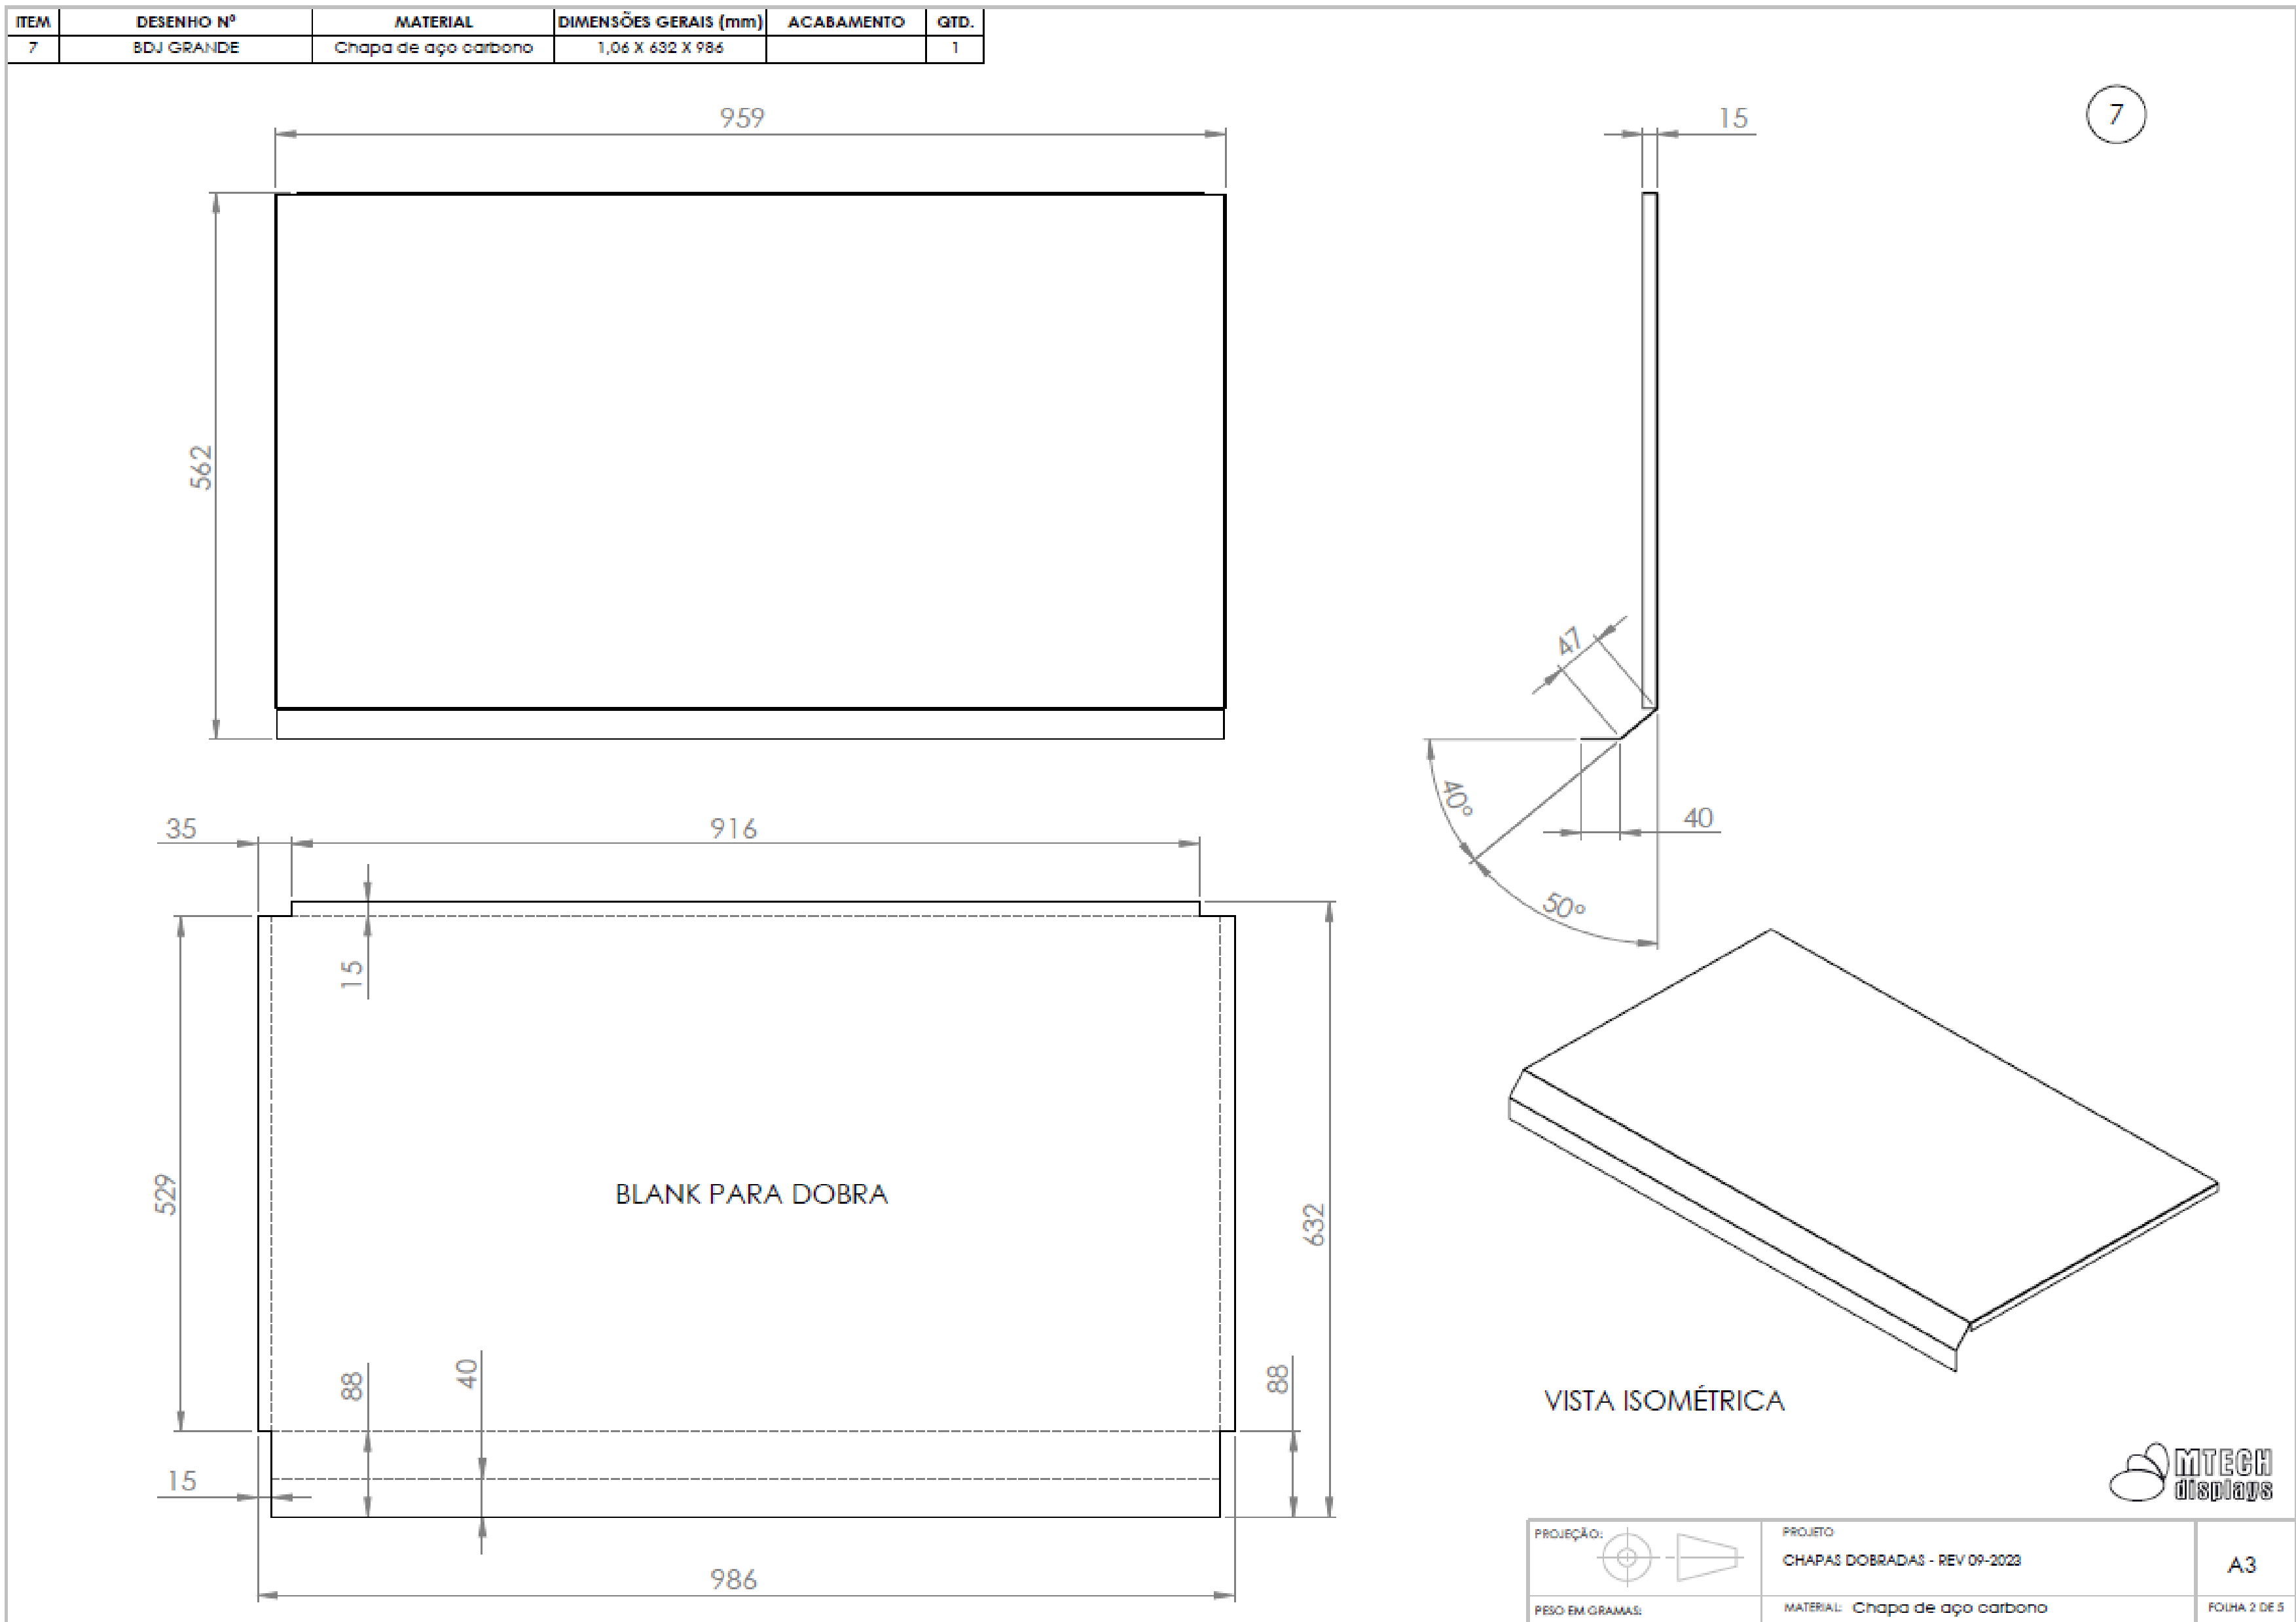 ITEM DESENHO Nº MATERIAL DIMENSÕES GERAIS (mm) ACABAMENTO QTD.
7 BDJ GRANDE Chapa de aço carbono 1,06 X 632 X 986 1
959
15
7
562
47
40°
40
50°
35
916
15
529
BLANK PARA DOBRA
632
88
40
88
15
986
VISTA ISOMÉTRICA
MTECH
displays
PROJEÇÃO:
PROJETO
CHAPAS DOBRADAS - REV 09-2023
A3
PESO EM GRAMAS:
MATERIAL: Chapa de aço carbono
FOLHA 2 DE 5